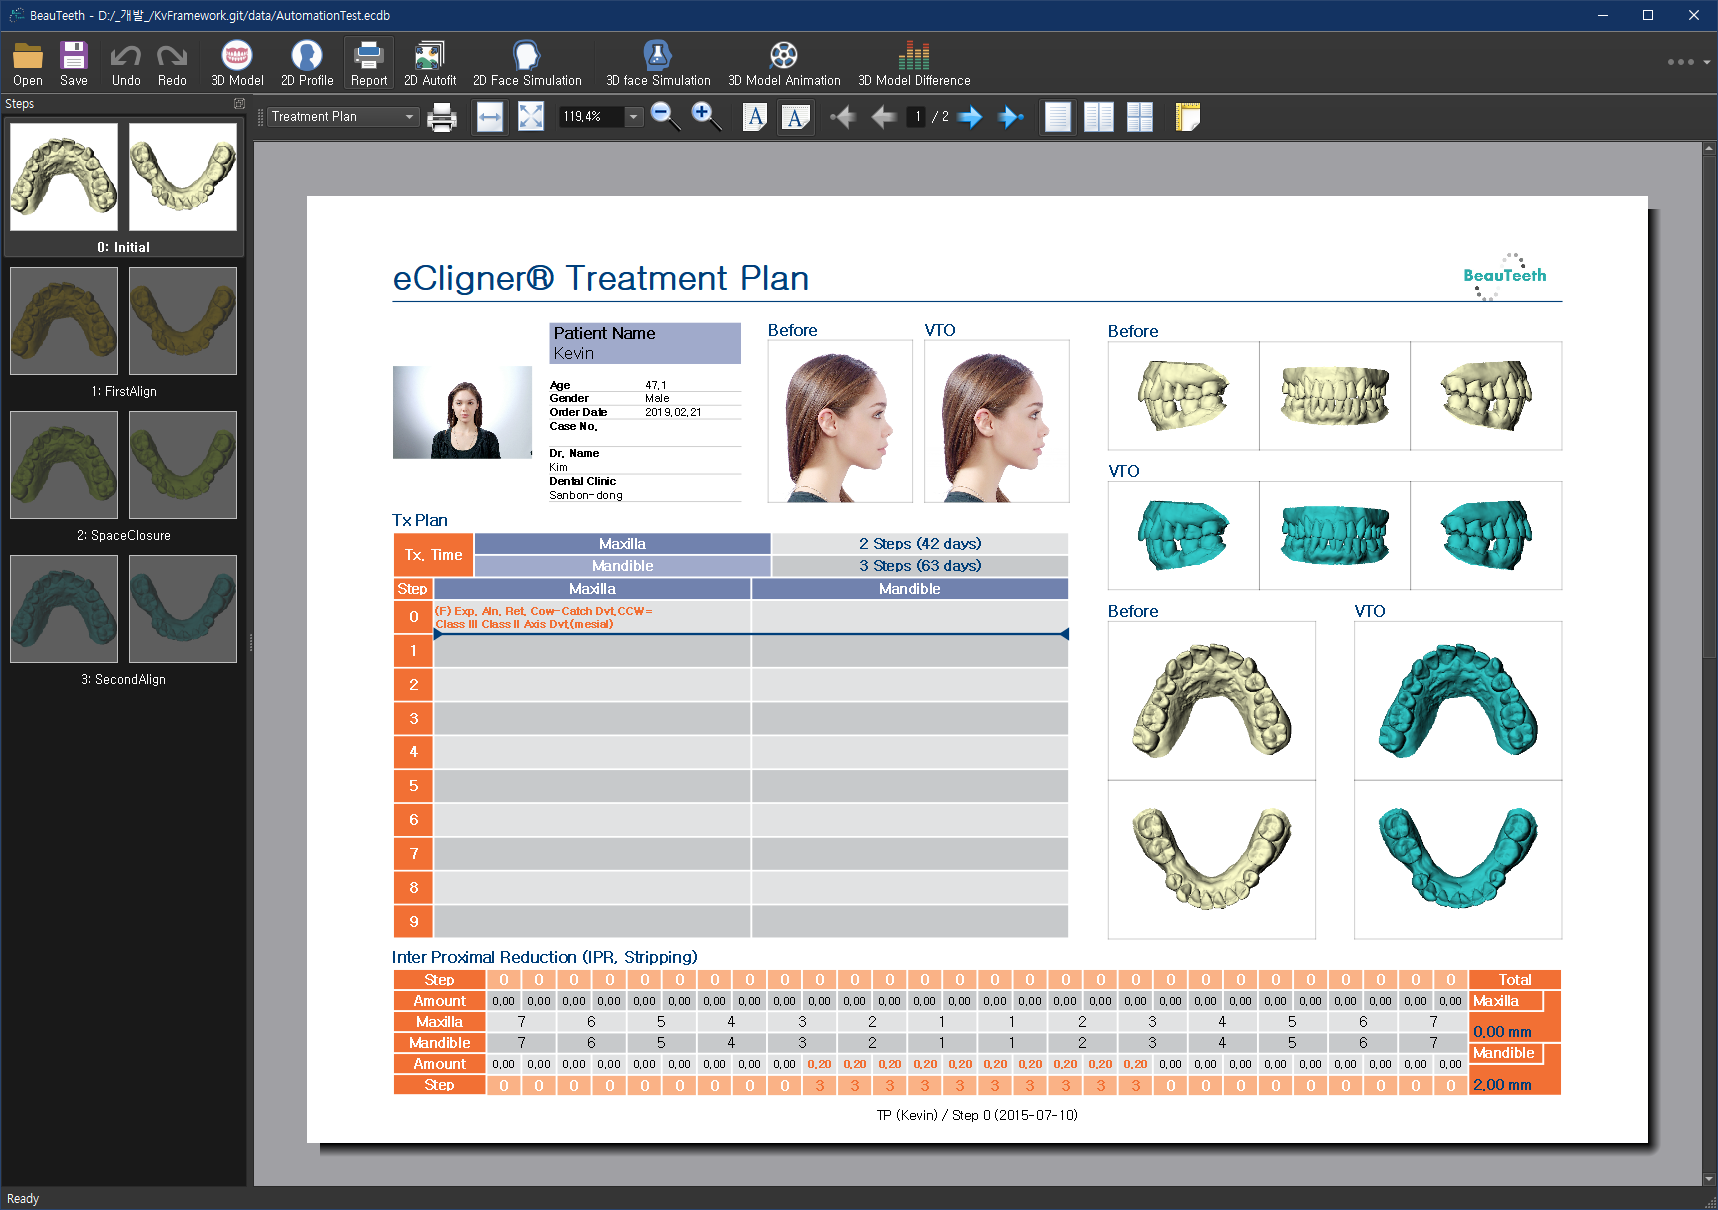 BeauTeeth - D:/_개발_/KvFramework.git/data/AutomationTest.ecdb
Open Save Undo Redo 3D Model 2D Profile Report 2D Autofit 2D Face Simulation 3D face Simulation 3D Model Animation 3D Model Difference
Steps
Treatment Plan 119,4% A A 1 / 2
0: Initial
1: FirstAlign
2: SpaceClosure
3: SecondAlign
eCligner® Treatment Plan
BeauTeeth
Patient Name
Kevin
Age 47,1
Gender Male
Order Date 2019,02,21
Case No,
Dr. Name
Kim
Dental Clinic
Sanbon-dong
Before VTO
Before
VTO
Before VTO
Tx Plan
Tx, Time Maxilla 2 Steps (42 days)
Mandible 3 Steps (63 days)
Step Maxilla Mandible
0 (F) Exp, Aln, Ret, Cow-Catch Dvt,CCW=
Class III Class II Axis Dvt,(mesial)
1
2
3
4
5
6
7
8
9
Inter Proximal Reduction (IPR, Stripping)
Step 0 0 0 0 0 0 0 0 0 0 0 0 0 0 0 0 0 0 0 0 0 0 0 0 0 0 0 0 Total
Amount 0,00 0,00 0,00 0,00 0,00 0,00 0,00 0,00 0,00 0,00 0,00 0,00 0,00 0,00 0,00 0,00 0,00 0,00 0,00 0,00 0,00 0,00 0,00 0,00 0,00 0,00 0,00 0,00 Maxilla
Maxilla 7 6 5 4 3 2 1 1 2 3 4 5 6 7 0,00 mm
Mandible 7 6 5 4 3 2 1 1 2 3 4 5 6 7 Mandible
Amount 0,00 0,00 0,00 0,00 0,00 0,00 0,00 0,00 0,00 0,20 0,20 0,20 0,20 0,20 0,20 0,20 0,20 0,20 0,20 0,00 0,00 0,00 0,00 0,00 0,00 0,00 0,00 0,00
Step 0 0 0 0 0 0 0 0 0 3 3 3 3 3 3 3 3 3 3 0 0 0 0 0 0 0 0 0 2,00 mm
TP (Kevin) / Step 0 (2015-07-10)
Ready